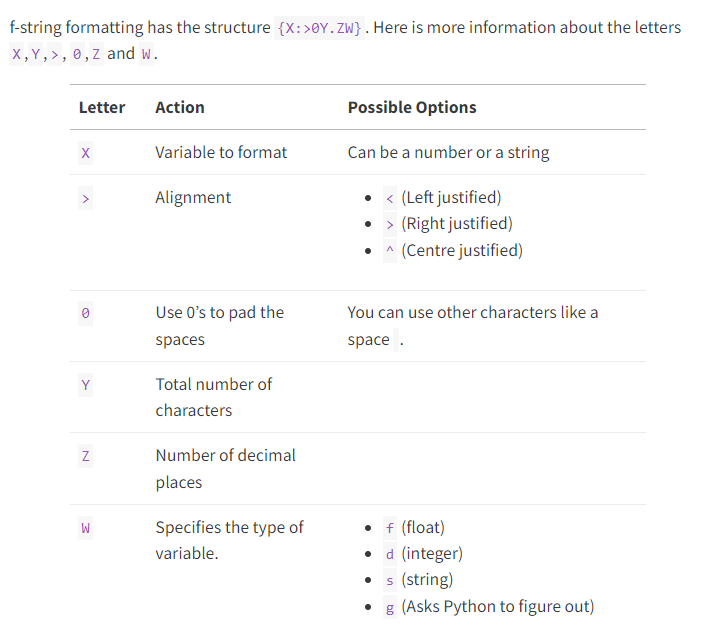 f-string formatting has the structure {X:>0Y.ZW}. Here is more information about the letters
X,Y,>, 0,Z and W.
Letter Action Possible Options
X Variable to format Can be a number or a string
> Alignment • < (Left justified)
• > (Right justified)
• ^ (Centre justified)
0 Use 0’s to pad the You can use other characters like a
spaces space  .
Y Total number of
characters
Z Number of decimal
places
W Specifies the type of • f (float)
variable. • d (integer)
• s (string)
• g (Asks Python to figure out)